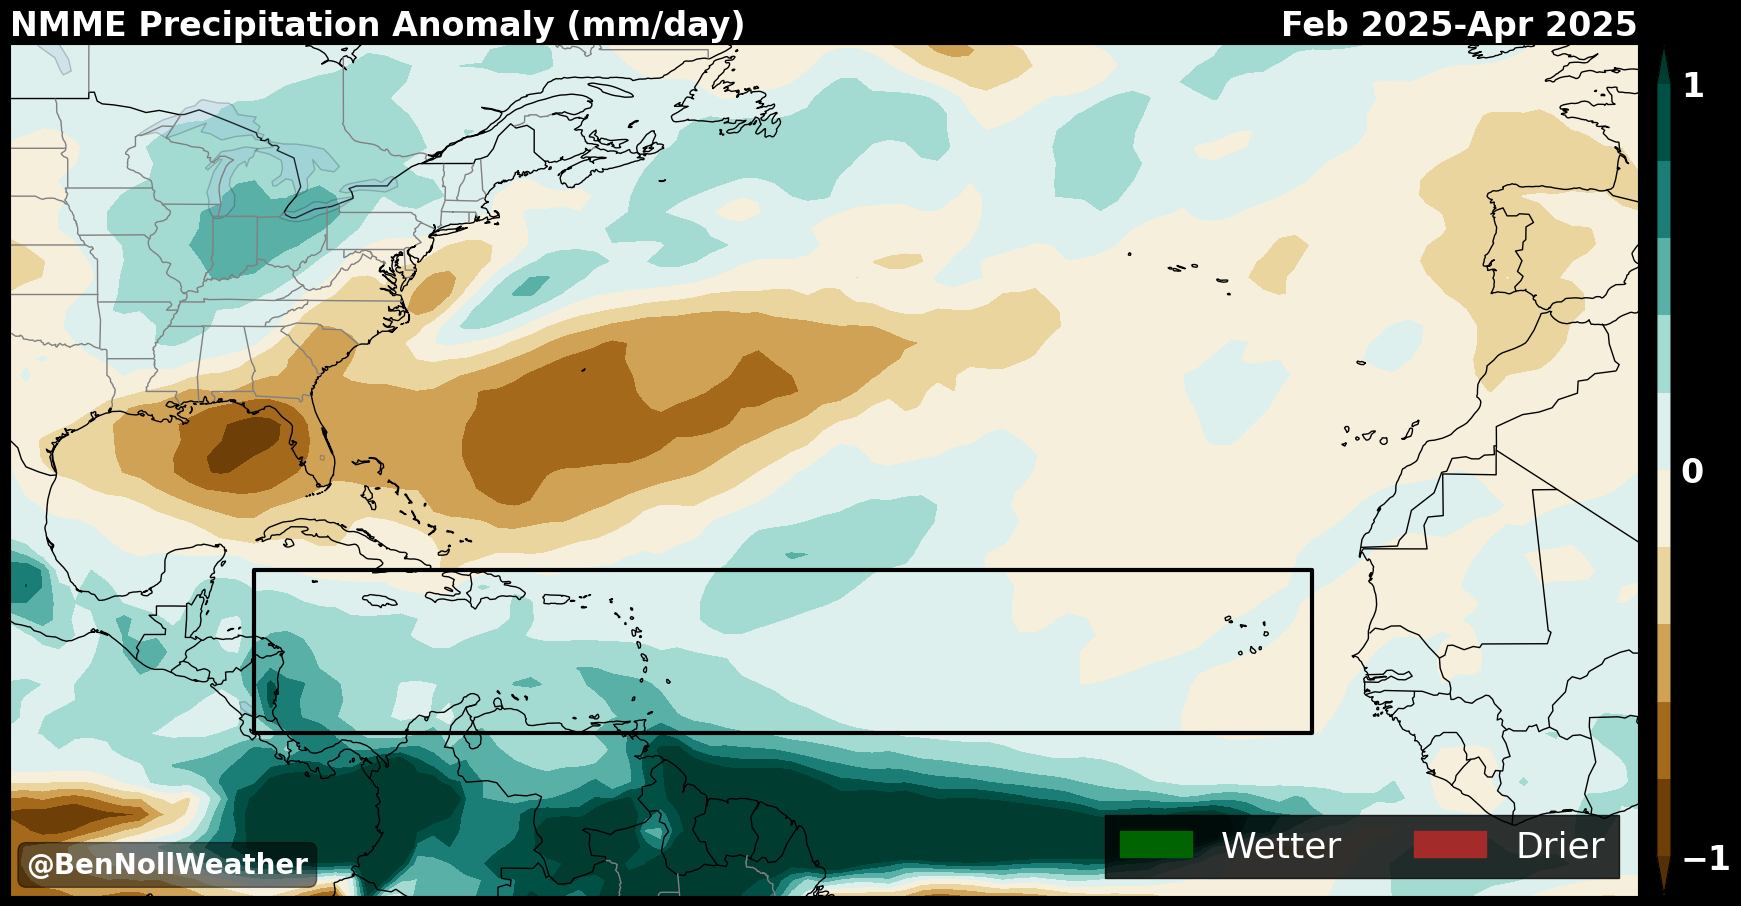 NMME Precipitation Anomaly (mm/day) Feb 2025-Apr 2025
1
0
−1
Wetter Drier
@BenNollWeather